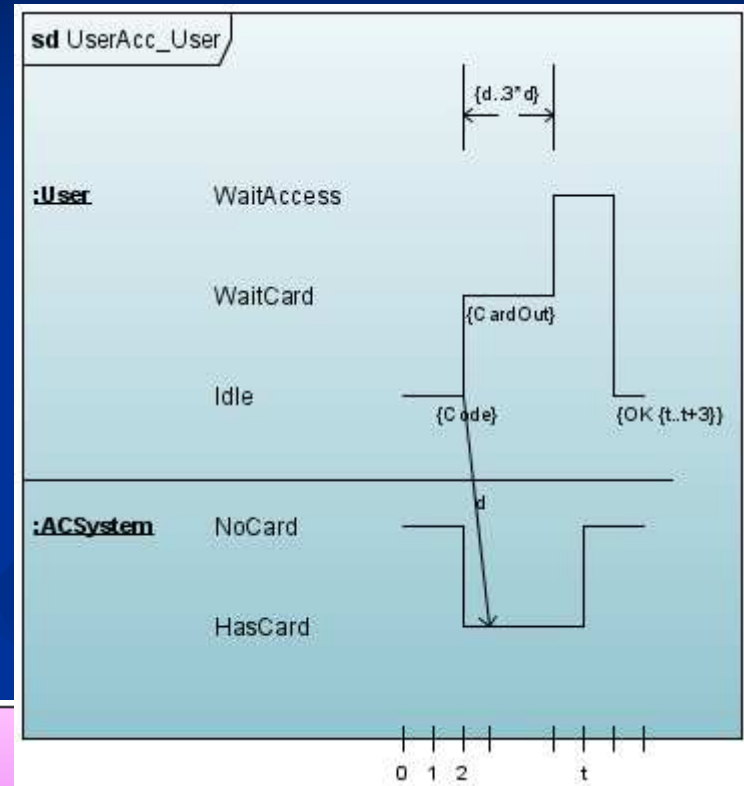 sd UserAcc_User
{d..3*d}
:User WaitAccess
WaitCard
{CardOut}
Idle
{Code} {OK {t..t+3}}
d
:ACSystem NoCard
HasCard
0 1 2 t